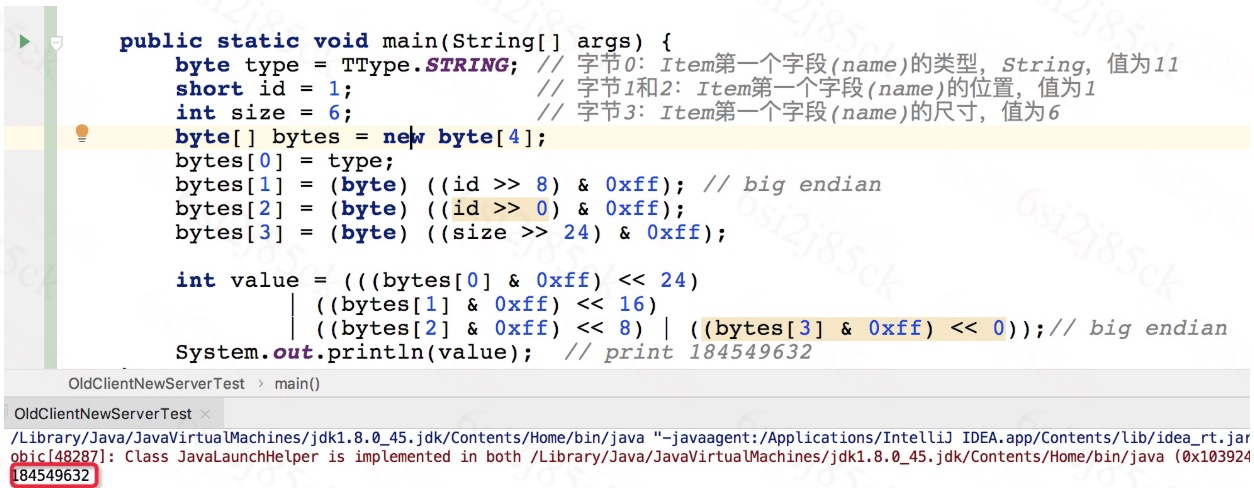 public static void main(String[] args) {
byte type = TType.STRING; // 字节0：Item第一个字段(name)的类型，String，值为11
short id = 1; // 字节1和2：Item第一个字段(name)的位置，值为1
int size = 6; // 字节3：Item第一个字段(name)的尺寸，值为6
byte[] bytes = new byte[4];
bytes[0] = type;
bytes[1] = (byte) ((id >> 8) & 0xff); // big endian
bytes[2] = (byte) ((id >> 0) & 0xff);
bytes[3] = (byte) ((size >> 24) & 0xff);
int value = (((bytes[0] & 0xff) << 24)
| ((bytes[1] & 0xff) << 16)
| ((bytes[2] & 0xff) << 8) | ((bytes[3] & 0xff) << 0));// big endian
System.out.println(value); // print 184549632
OldClientNewServerTest › main()
OldClientNewServerTest ×
/Library/Java/JavaVirtualMachines/jdk1.8.0_45.jdk/Contents/Home/bin/java "-javaagent:/Applications/IntelliJ IDEA.app/Contents/lib/idea_rt.jar
objc[48287]: Class JavaLaunchHelper is implemented in both /Library/Java/JavaVirtualMachines/jdk1.8.0_45.jdk/Contents/Home/bin/java (0x103924
184549632
6si2j85ck